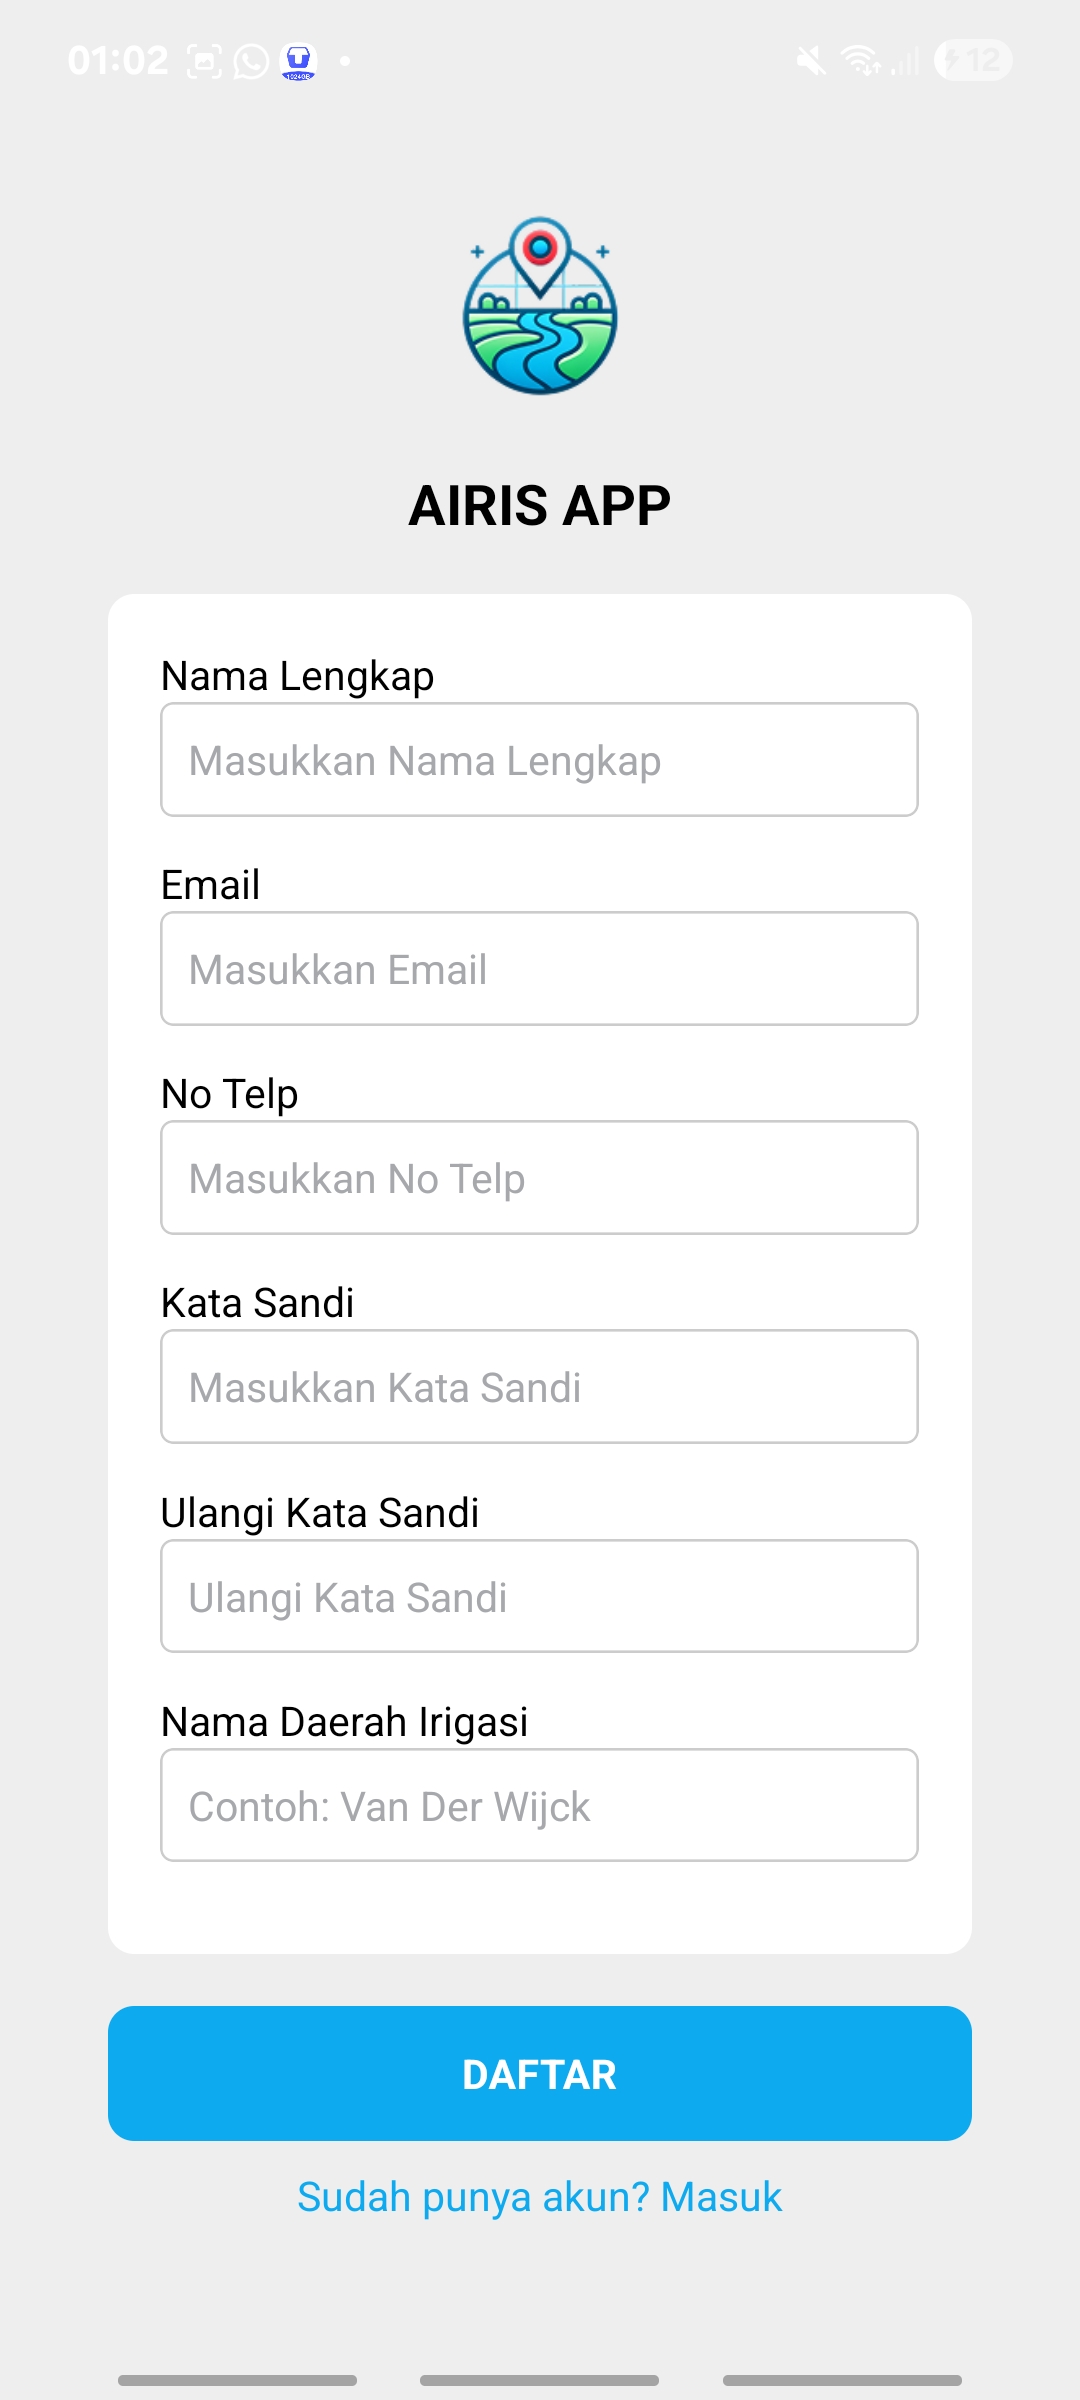 01:02
12
AIRIS APP
Nama Lengkap
Masukkan Nama Lengkap
Email
Masukkan Email
No Telp
Masukkan No Telp
Kata Sandi
Masukkan Kata Sandi
Ulangi Kata Sandi
Ulangi Kata Sandi
Nama Daerah Irigasi
Contoh: Van Der Wijck
DAFTAR
Sudah punya akun? Masuk